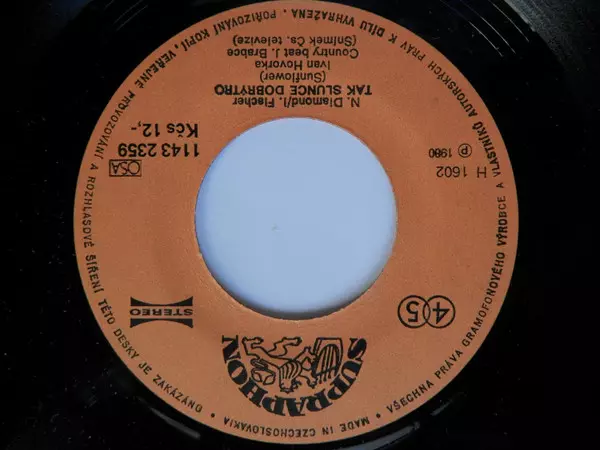 SUPRAPHON
45
STEREO
H 1602
℗ 1980
OSA
1143 2359
Kčs 12,-
N. Diamond/I. Fischer
TAK SLUNCE DOBRÝTRO
(Sunflower)
Ivan Hovorka
Country beat J. Brabce
(Snímek Čs. televize)
• MADE IN CZECHOSLOVAKIA • VŠECHNA PRÁVA GRAMOFONOVÉHO VÝROBCE A VLASTNÍKŮ AUTORSKÝCH PRÁV K DÍLU VYHRAŽENA. POŘIZOVÁNÍ KOPIÍ, VEŘEJNÉ PROVOZOVÁNÍ A ROZHLASOVÉ ŠÍŘENÍ TÉTO DESKY JE ZAKÁZÁNO